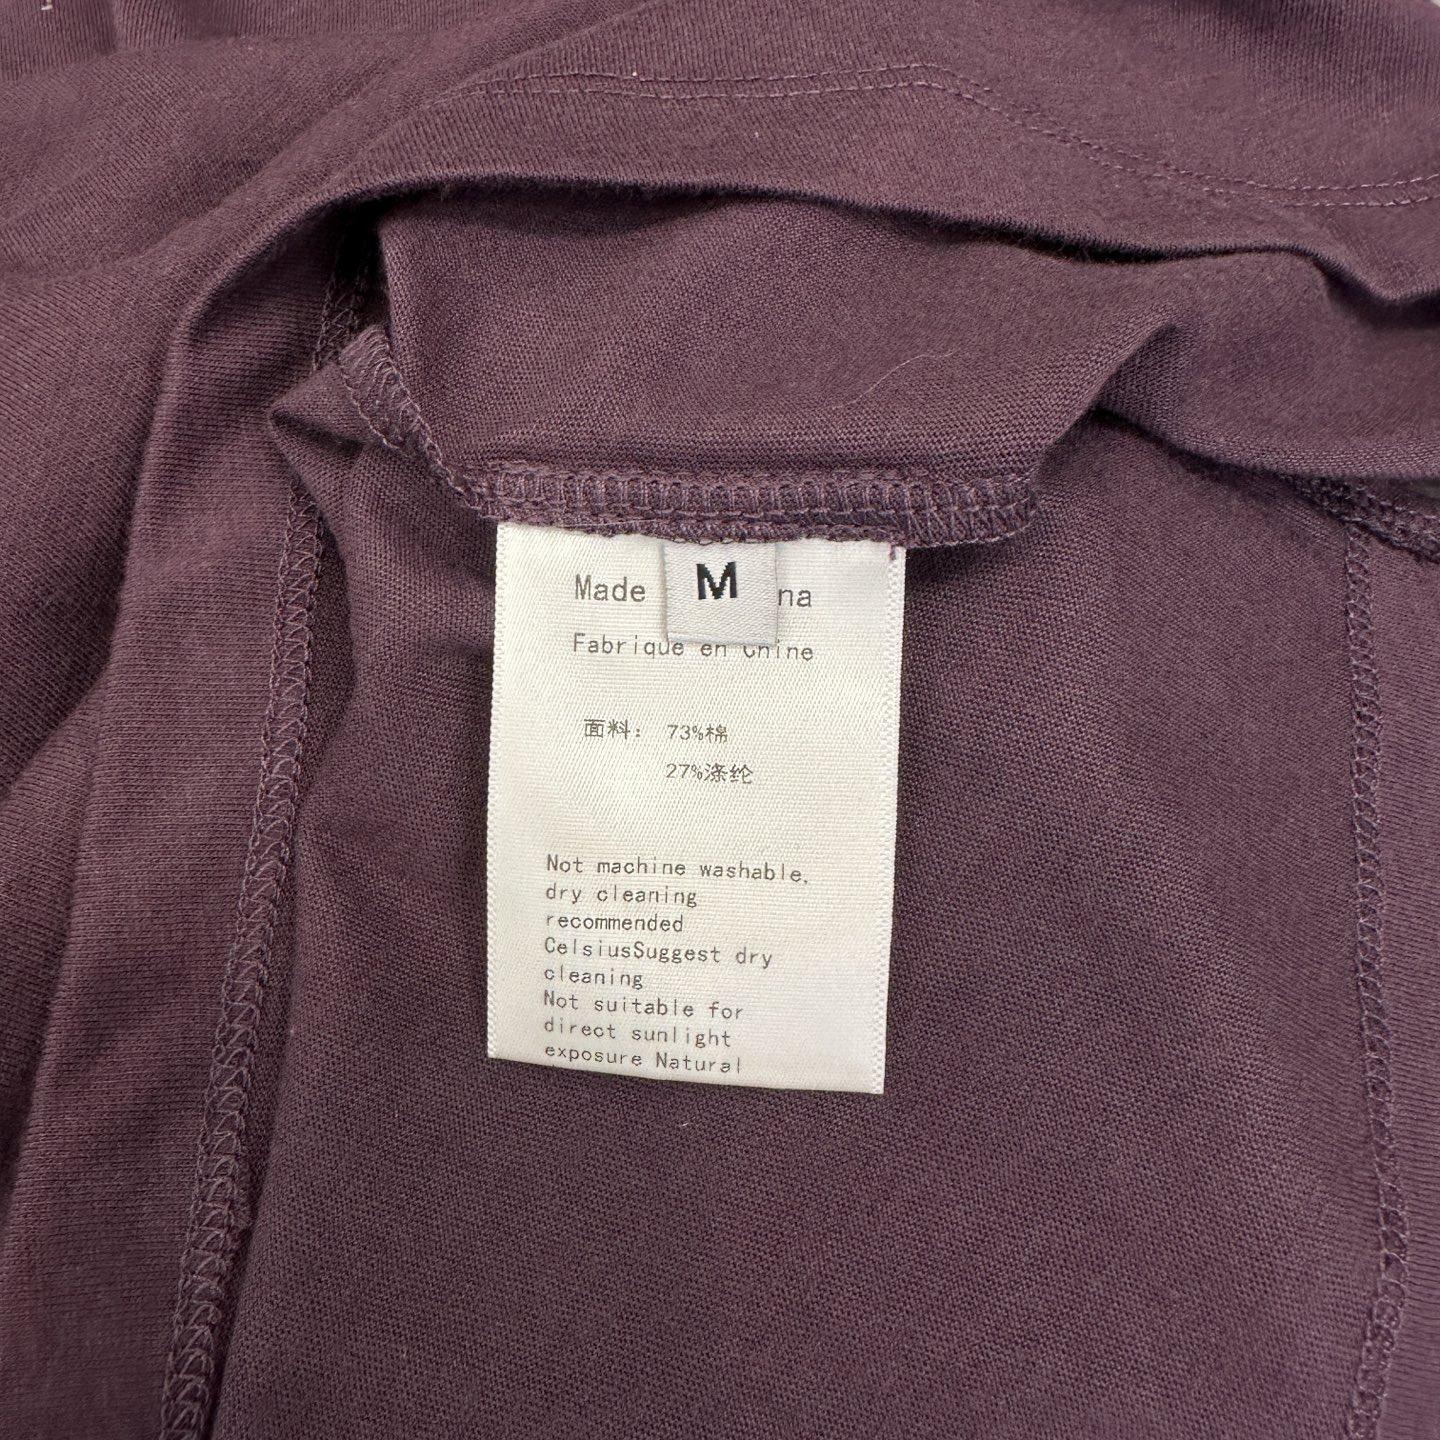 M
Made na
Fabrique en Chine
面料: 73%棉
27%涤纶
Not machine washable,
dry cleaning
recommended
CelsiusSuggest dry
cleaning
Not suitable for
direct sunlight
exposure Natural